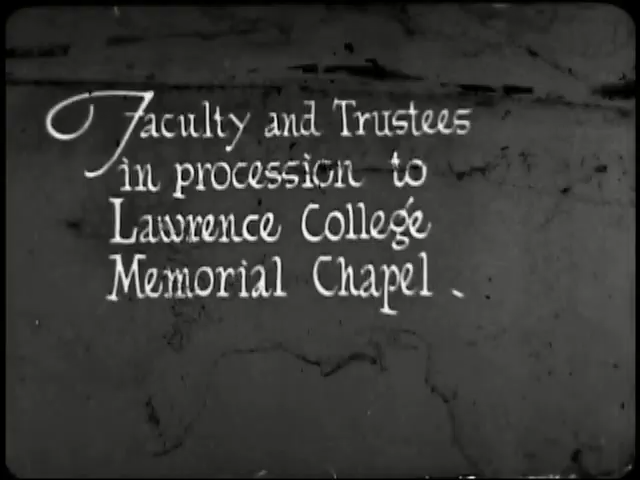 Faculty and Trustees
in procession to
Lawrence College
Memorial Chapel.